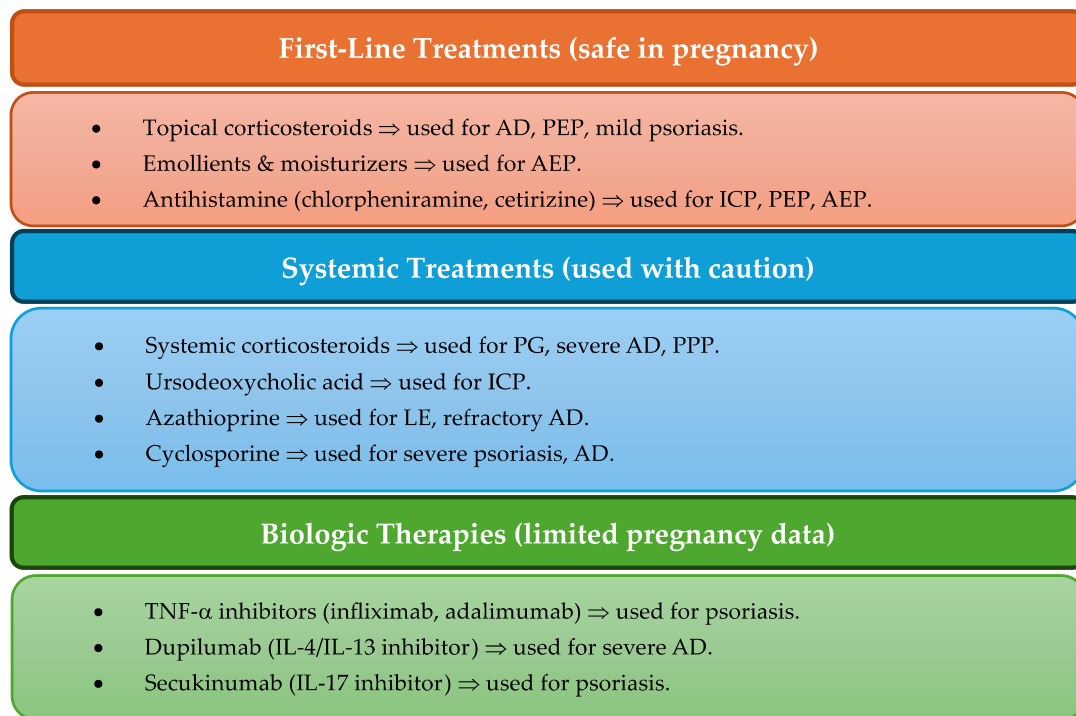 First-Line Treatments (safe in pregnancy)
• Topical corticosteroids ⇒ used for AD, PEP, mild psoriasis.
• Emollients & moisturizers ⇒ used for AEP.
• Antihistamine (chlorpheniramine, cetirizine) ⇒ used for ICP, PEP, AEP.
Systemic Treatments (used with caution)
• Systemic corticosteroids ⇒ used for PG, severe AD, PPP.
• Ursodeoxycholic acid ⇒ used for ICP.
• Azathioprine ⇒ used for LE, refractory AD.
• Cyclosporine ⇒ used for severe psoriasis, AD.
Biologic Therapies (limited pregnancy data)
• TNF-α inhibitors (infliximab, adalimumab) ⇒ used for psoriasis.
• Dupilumab (IL-4/IL-13 inhibitor) ⇒ used for severe AD.
• Secukinumab (IL-17 inhibitor) ⇒ used for psoriasis.